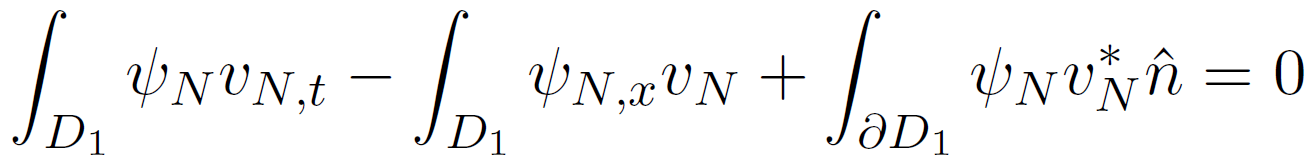 ∫_{D_1} ψ_N v_{N,t} − ∫_{D_1} ψ_{N,x} v_N + ∫_{∂D_1} ψ_N v_N^* n̂ = 0